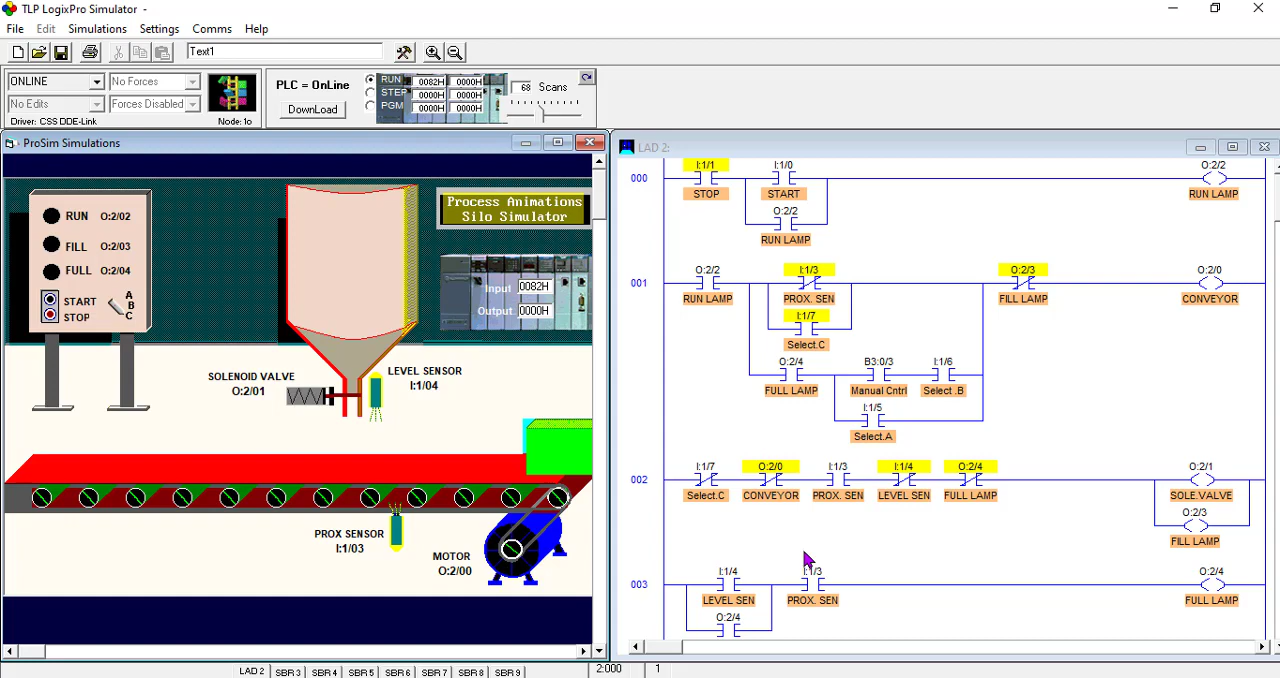 TLP LogixPro Simulator -
File Edit Simulations Settings Comms Help
Text1
ONLINE No Forces
No Edits Forces Disabled
Driver: CSS DDE-Link Node: 1o
PLC = OnLine
DownLoad
RUN 0082H 0000H
STEP 0000H 0000H
PGM 0000H 0000H
68 Scans
ProSim Simulations
RUN O:2/02
FILL O:2/03
FULL O:2/04
START
STOP
A
B
C
Process Animations
Silo Simulator
Input 0082H
Output 0000H
SOLENOID VALVE
O:2/01
LEVEL SENSOR
I:1/04
PROX SENSOR
I:1/03
MOTOR
O:2/00
LAD 2:
000
I:1/1 I:1/0 O:2/2
STOP START RUN LAMP
O:2/2
RUN LAMP
001
O:2/2 I:1/3 O:2/3 O:2/0
RUN LAMP PROX. SEN FILL LAMP CONVEYOR
I:1/7
Select.C
O:2/4 B3:0/3 I:1/6
FULL LAMP Manual Cntrl Select .B
I:1/5
Select.A
002
I:1/7 O:2/0 I:1/3 I:1/4 O:2/4 O:2/1
Select.C CONVEYOR PROX. SEN LEVEL SEN FULL LAMP SOLE.VALVE
O:2/3
FILL LAMP
003
I:1/4 I:1/3 O:2/4
LEVEL SEN PROX. SEN FULL LAMP
O:2/4
LAD 2 SBR 3 SBR 4 SBR 5 SBR 6 SBR 7 SBR 8 SBR 9 2:000 1